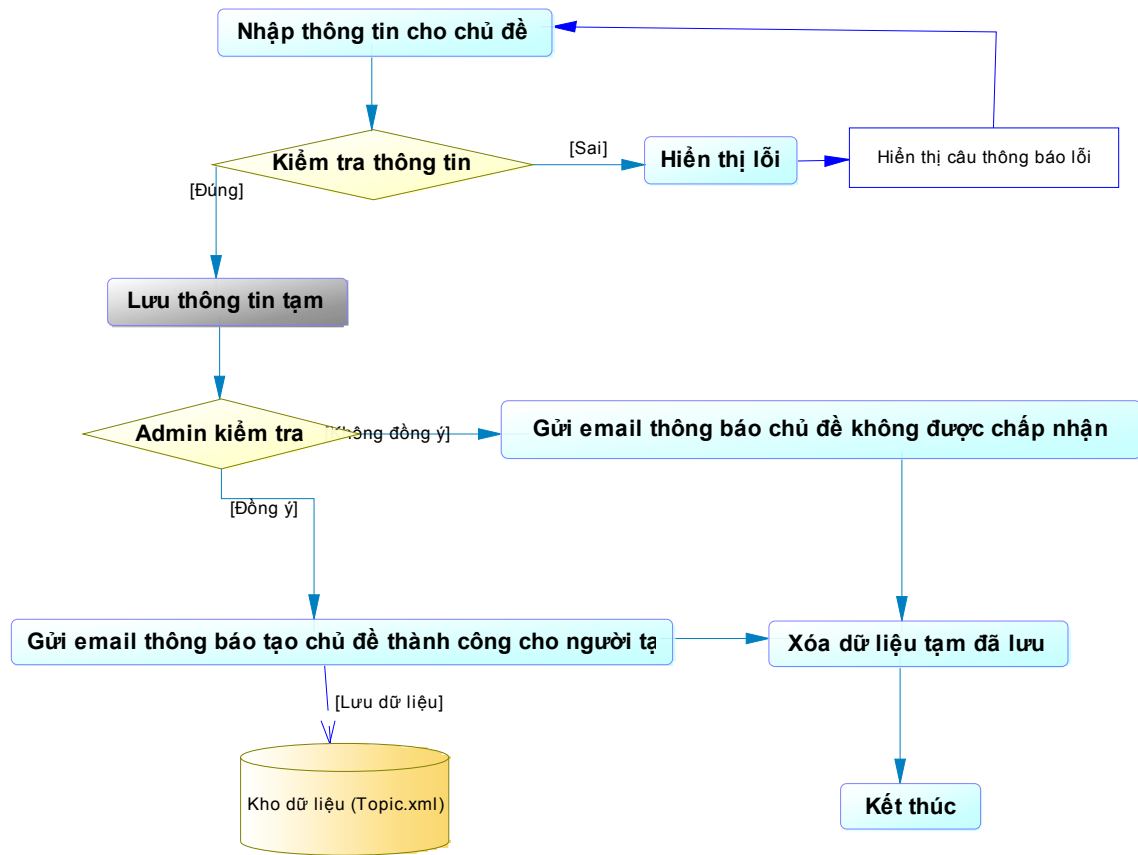 Nhập thông tin cho chủ đề
Kiểm tra thông tin
[Sai]
Hiển thị lỗi
Hiển thị câu thông báo lỗi
[Đúng]
Lưu thông tin tạm
Admin kiểm tra
hông đồng ý]
Gửi email thông báo chủ đề không được chấp nhận
[Đồng ý]
Gửi email thông báo tạo chủ đề thành công cho người tạ
Xóa dữ liệu tạm đã lưu
[Lưu dữ liệu]
Kho dữ liệu (Topic.xml)
Kết thúc